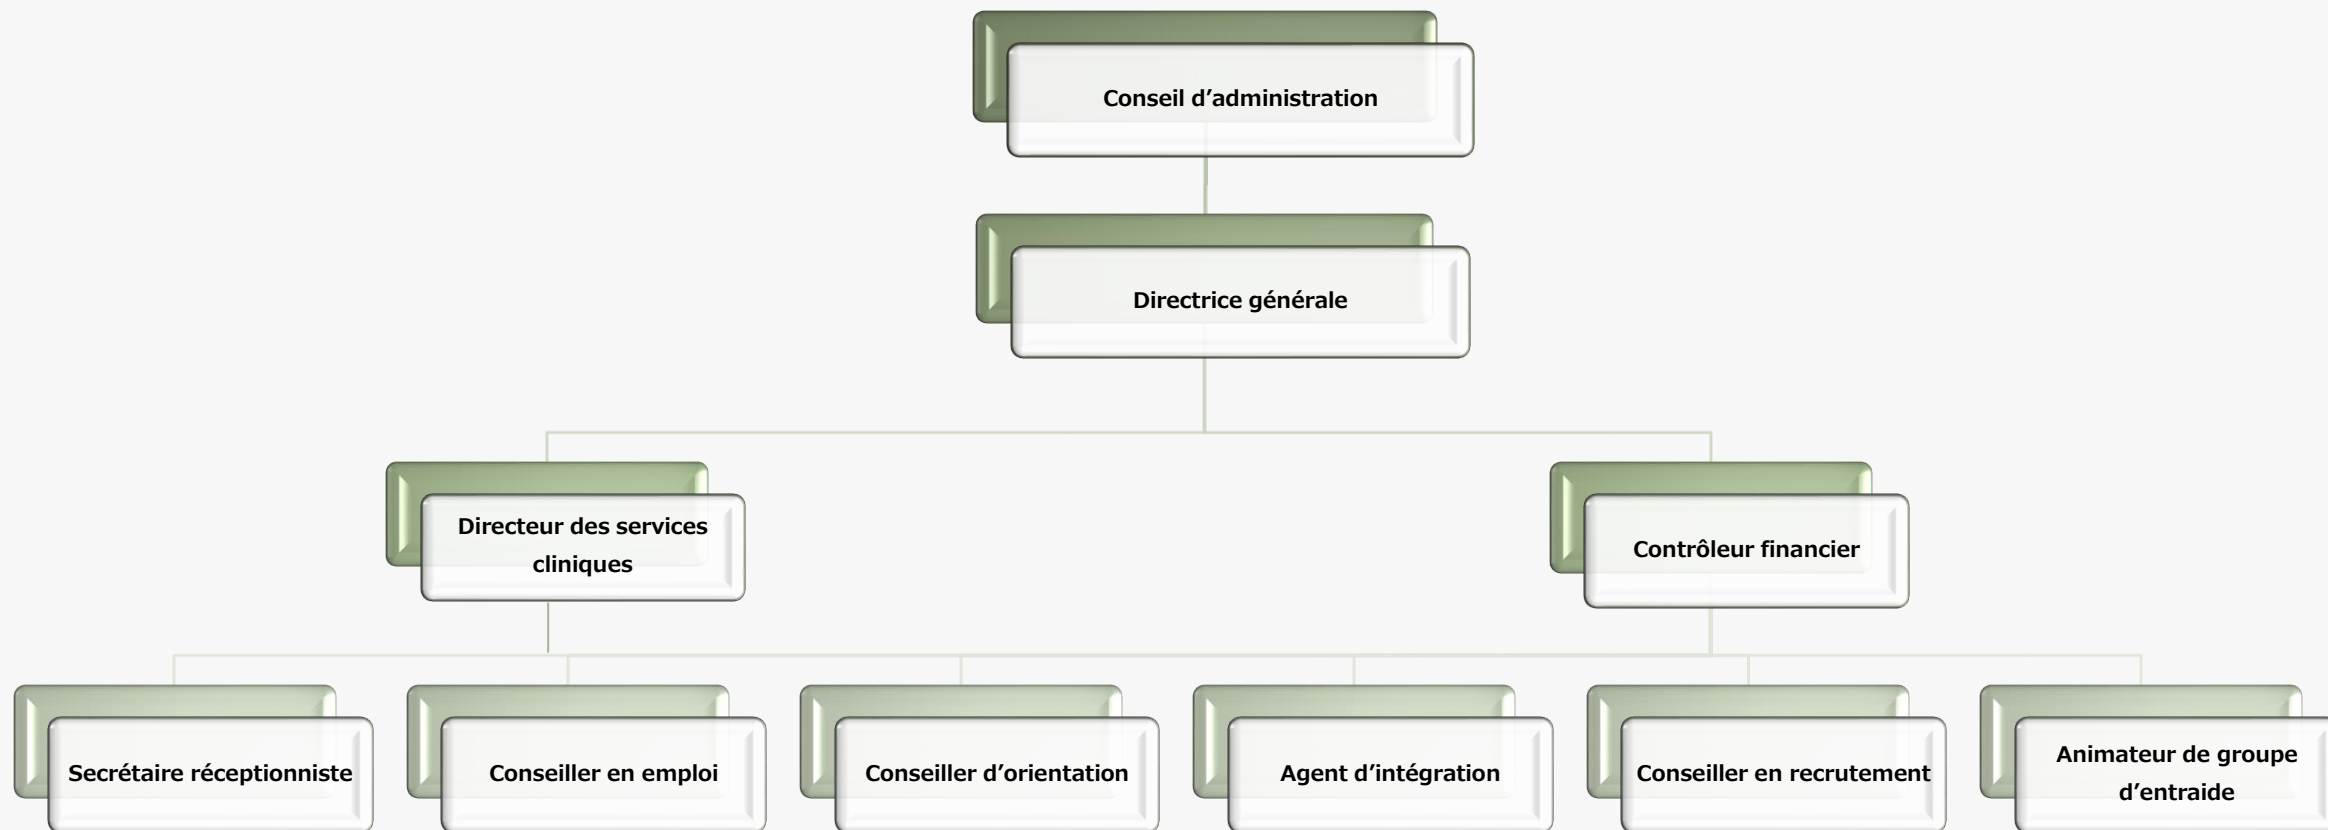 Conseil d’administration
Directrice générale
Directeur des services
cliniques
Contrôleur financier
Secrétaire réceptionniste
Conseiller en emploi
Conseiller d’orientation
Agent d’intégration
Conseiller en recrutement
Animateur de groupe
d’entraide